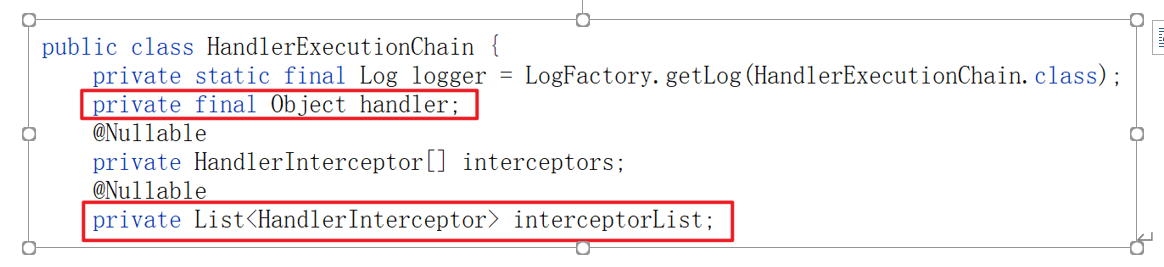 public class HandlerExecutionChain {
private static final Log logger = LogFactory.getLog(HandlerExecutionChain.class);
private final Object handler;
@Nullable
private HandlerInterceptor[] interceptors;
@Nullable
private List<HandlerInterceptor> interceptorList;